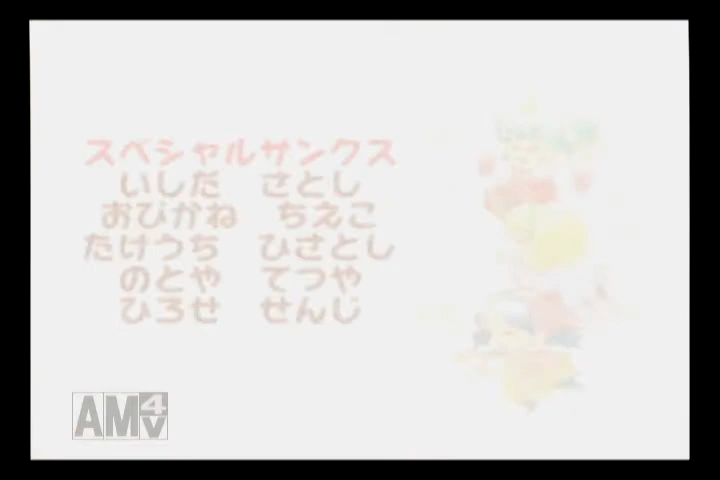 スペシャルサンクス
いしだ　さとし
おびかね　ちえこ
たけうち　ひさとし
のとや　てつや
ひろせ　せんじ
AM4V